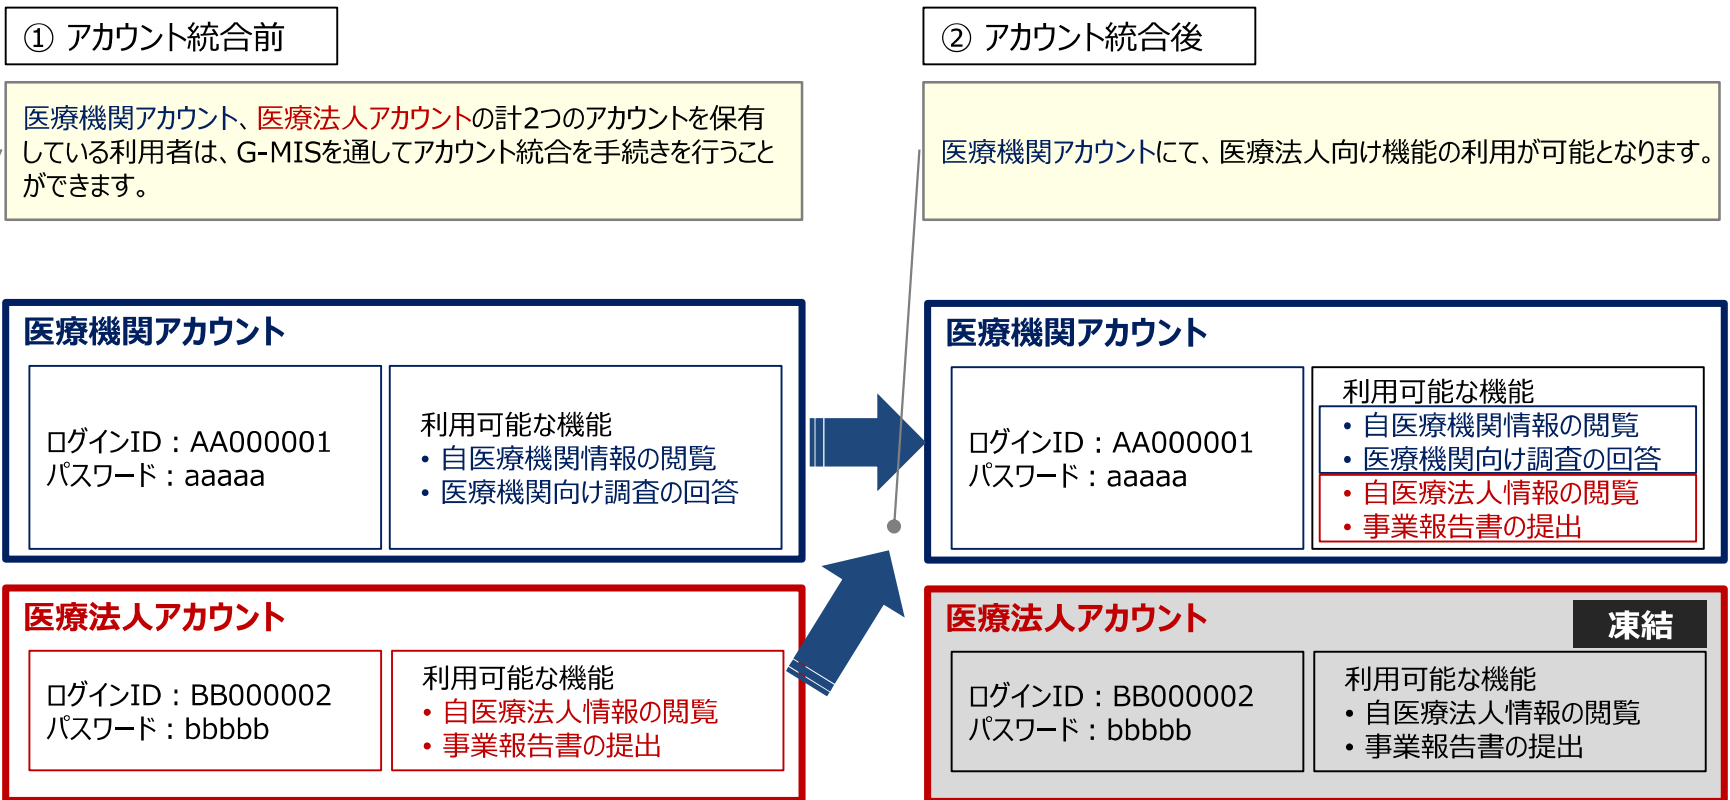 ① アカウント統合前
医療機関アカウント、医療法人アカウントの計2つのアカウントを保有
している利用者は、G-MISを通してアカウント統合を手続きを行うこと
ができます。
医療機関アカウント
ログインID：AA000001
パスワード：aaaaa
利用可能な機能
• 自医療機関情報の閲覧
• 医療機関向け調査の回答
医療法人アカウント
ログインID：BB000002
パスワード：bbbbb
利用可能な機能
• 自医療法人情報の閲覧
• 事業報告書の提出
② アカウント統合後
医療機関アカウントにて、医療法人向け機能の利用が可能となります。
医療機関アカウント
ログインID：AA000001
パスワード：aaaaa
利用可能な機能
• 自医療機関情報の閲覧
• 医療機関向け調査の回答
• 自医療法人情報の閲覧
• 事業報告書の提出
医療法人アカウント
凍結
ログインID：BB000002
パスワード：bbbbb
利用可能な機能
• 自医療法人情報の閲覧
• 事業報告書の提出